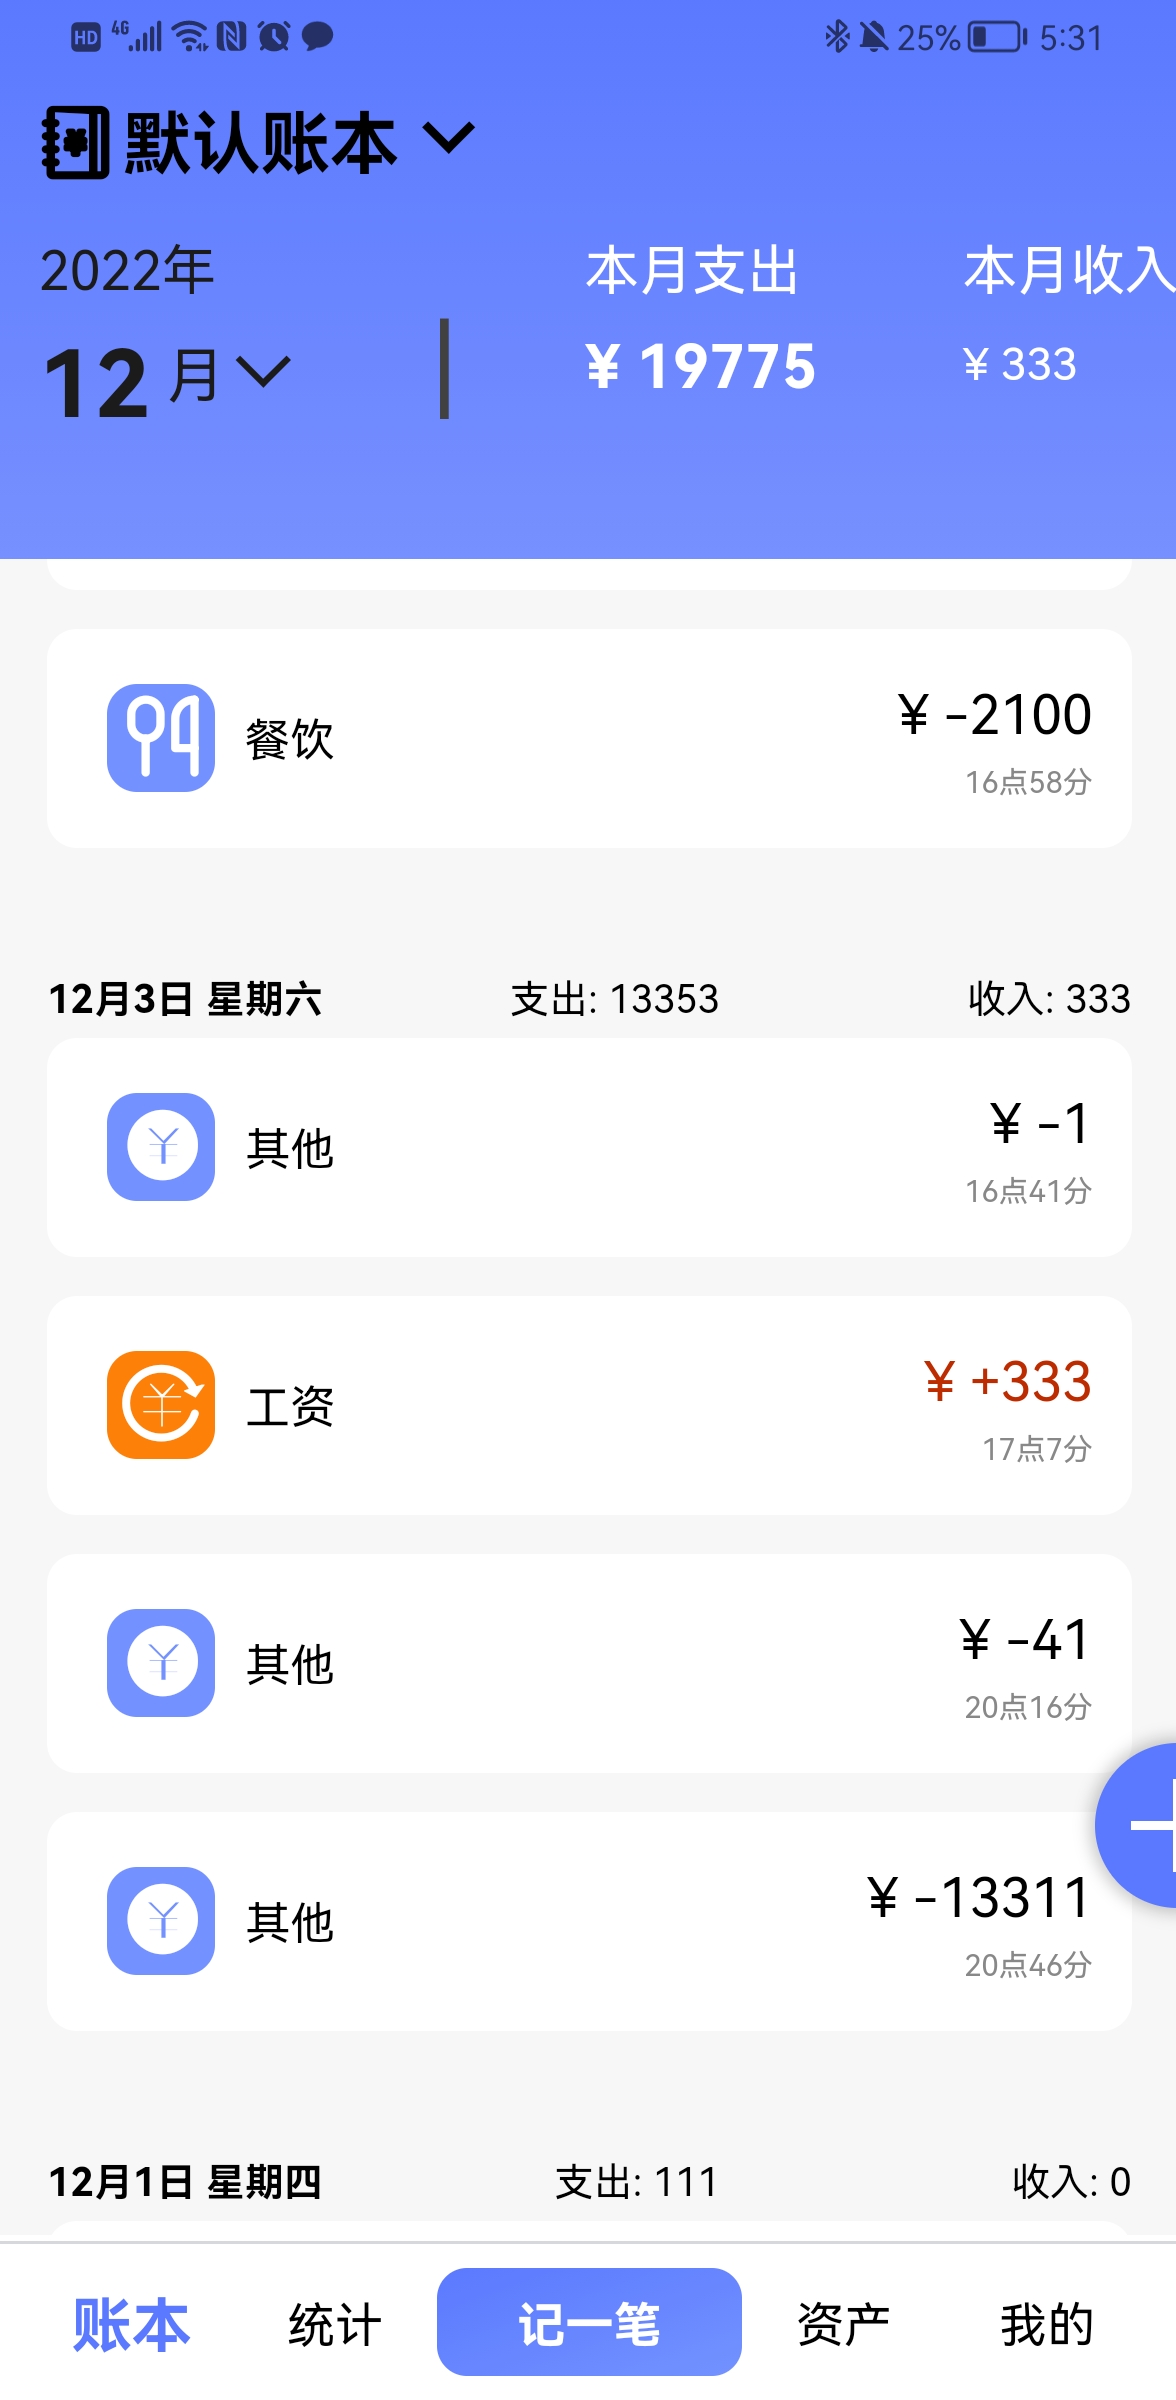 HD 4G 25% 5:31
默认账本
2022年 本月支出 本月收入
12月 ¥ 19775 ¥ 333
餐饮 ¥ -2100
16点58分
12月3日 星期六 支出: 13353 收入: 333
其他 ¥ -1
16点41分
工资 ¥ +333
17点7分
其他 ¥ -41
20点16分
其他 ¥ -13311
20点46分
12月1日 星期四 支出: 111 收入: 0
账本 统计 记一笔 资产 我的